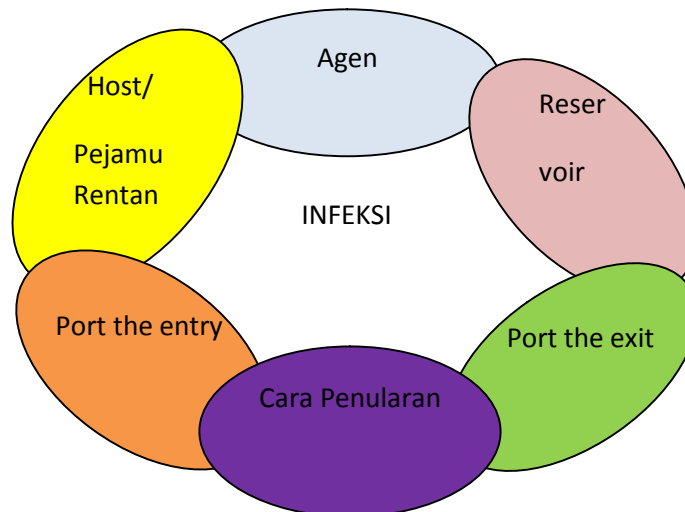 Agen
Host/
Pejamu
Rentan
Reser
voir
INFEKSI
Port the entry
Port the exit
Cara Penularan